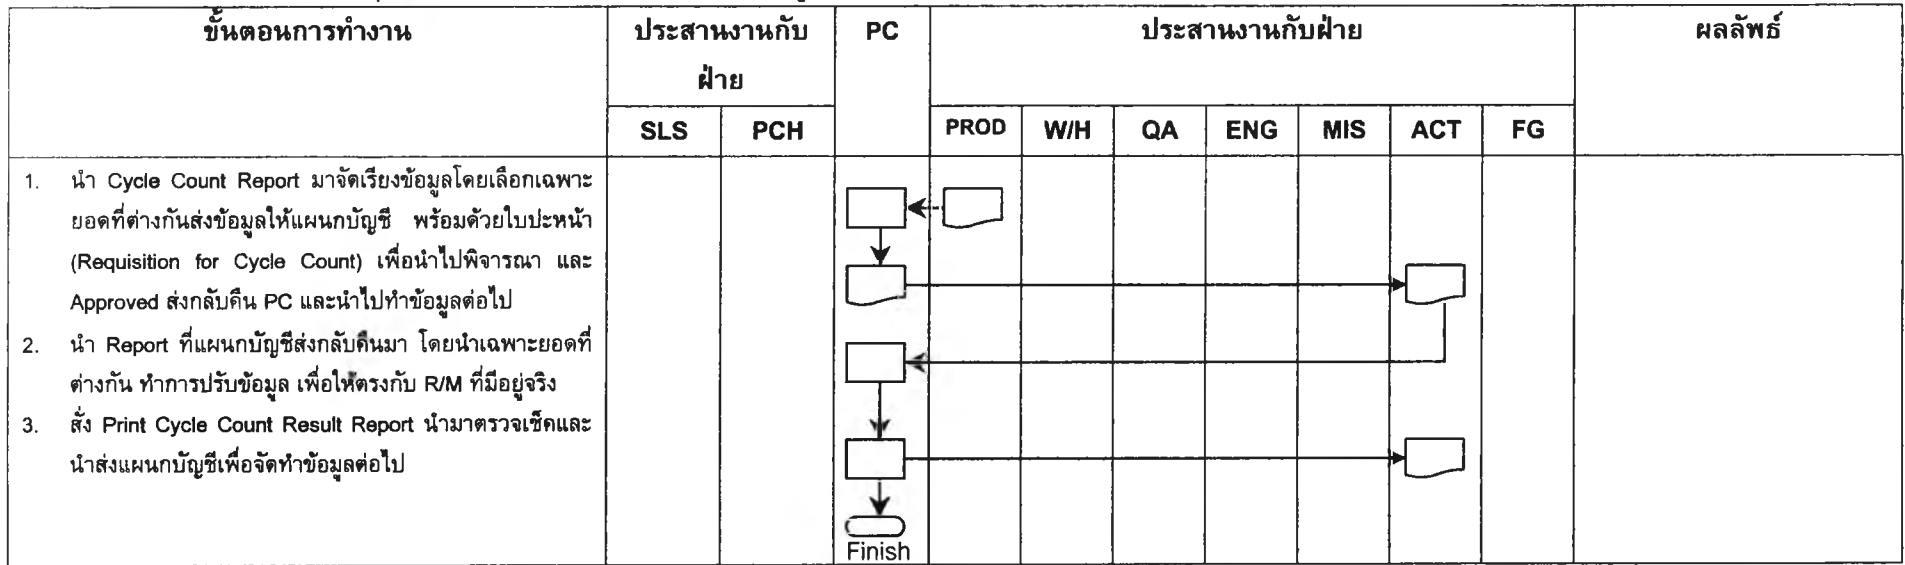 ขั้นตอนการทำงาน
ประสานงานกับ
ฝ่าย
PC
ประสานงานกับฝ่าย
ผลลัพธ์
SLS
PCH
PROD
W/H
QA
ENG
MIS
ACT
FG
1. นำ Cycle Count Report มาจัดเรียงข้อมูลโดยเลือกเฉพาะ
ยอดที่ต่างกันส่งข้อมูลให้แผนกบัญชี พร้อมด้วยใบปะหน้า
(Requisition for Cycle Count) เพื่อนำไปพิจารณา และ
Approved ส่งกลับคืน PC และนำไปทำข้อมูลต่อไป
2. นำ Report ที่แผนกบัญชีส่งกลับคืนมา โดยนำเฉพาะยอดที่
ต่างกัน ทำการปรับข้อมูล เพื่อให้ตรงกับ R/M ที่มีอยู่จริง
3. สั่ง Print Cycle Count Result Report นำมาตรวจเช็คและ
นำส่งแผนกบัญชีเพื่อจัดทำข้อมูลต่อไป
Finish